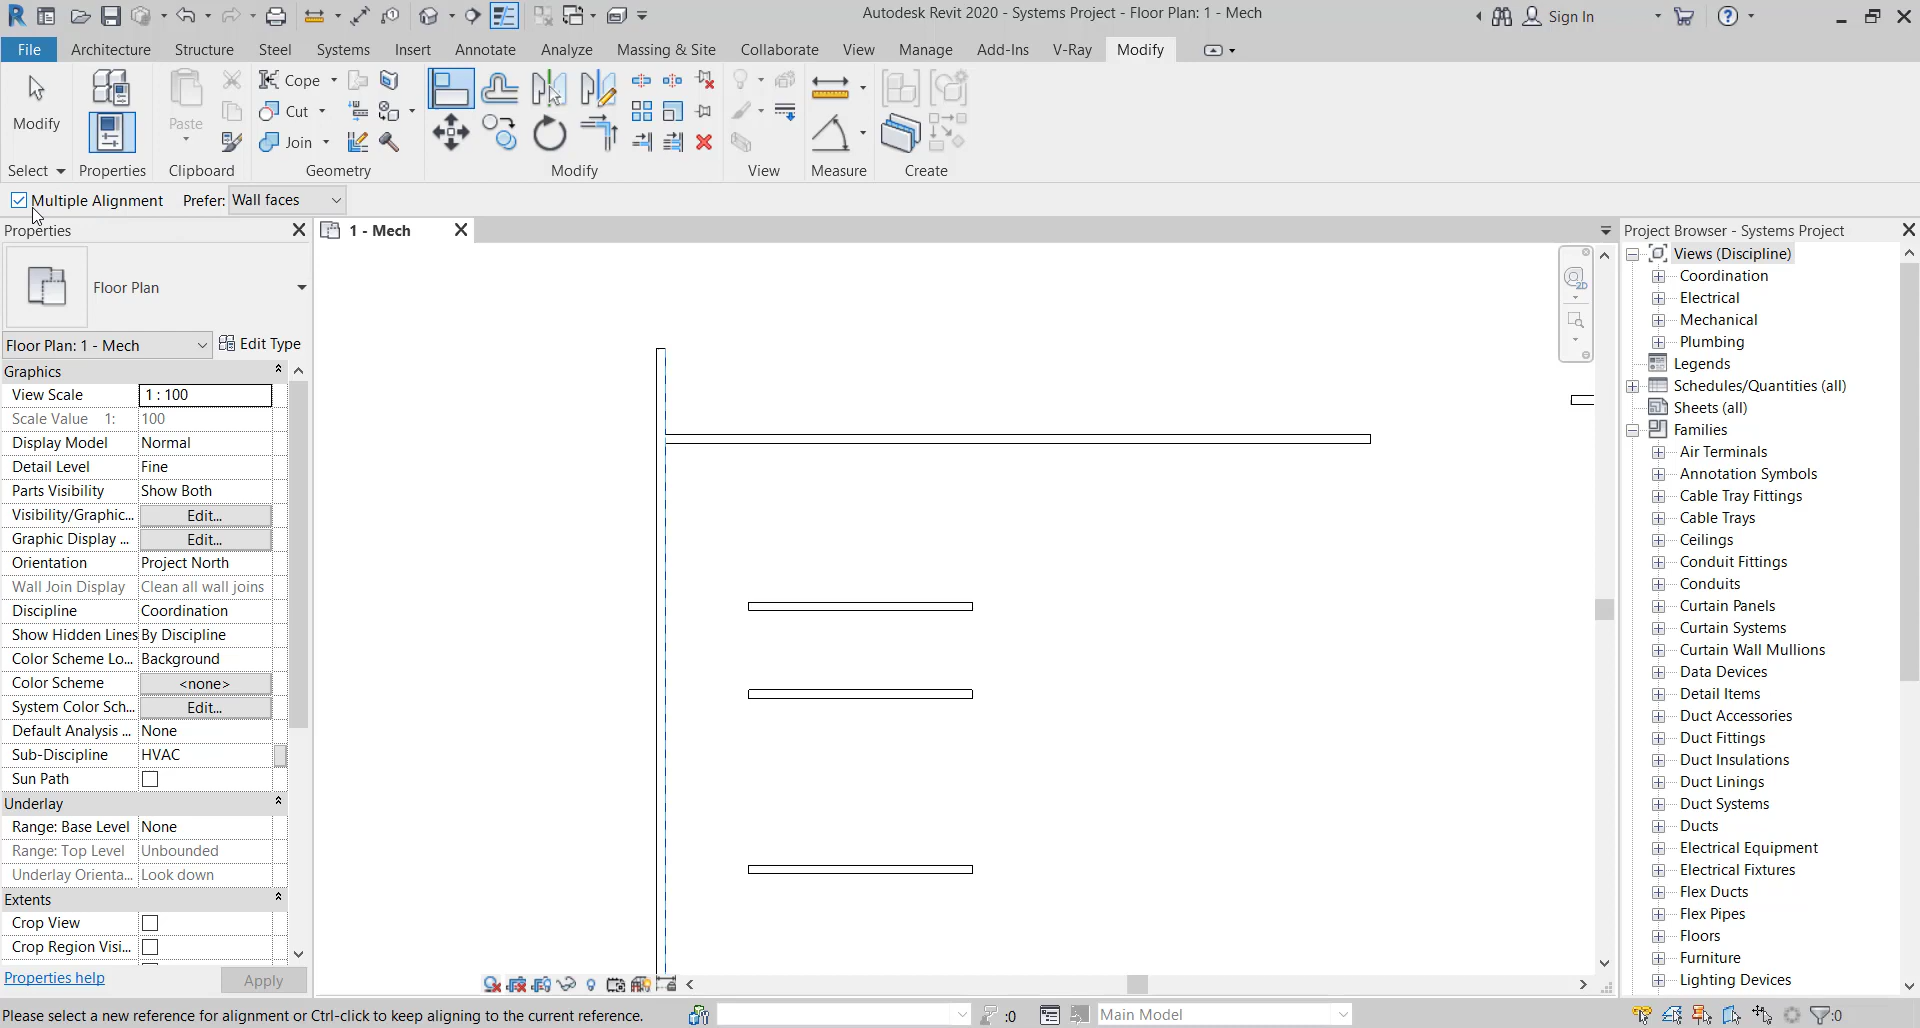 Autodesk Revit 2020 - Systems Project - Floor Plan: 1 - Mech
Sign In
File Architecture Structure Steel Systems Insert Annotate Analyze Massing & Site Collaborate View Manage Add-Ins V-Ray Modify
Modify
Paste
Cope
Cut
Join
Select Properties Clipboard Geometry Modify View Measure Create
Multiple Alignment Prefer: Wall faces
Properties
Floor Plan
Floor Plan: 1 - Mech Edit Type
Graphics
View Scale 1 : 100
Scale Value 1: 100
Display Model Normal
Detail Level Fine
Parts Visibility Show Both
Visibility/Graphic... Edit...
Graphic Display ... Edit...
Orientation Project North
Wall Join Display Clean all wall joins
Discipline Coordination
Show Hidden Lines By Discipline
Color Scheme Lo... Background
Color Scheme <none>
System Color Sch... Edit...
Default Analysis ... None
Sub-Discipline HVAC
Sun Path
Underlay
Range: Base Level None
Range: Top Level Unbounded
Underlay Orienta... Look down
Extents
Crop View
Crop Region Visi...
Properties help Apply
1 - Mech
2D
Project Browser - Systems Project
Views (Discipline)
Coordination
Electrical
Mechanical
Plumbing
Legends
Schedules/Quantities (all)
Sheets (all)
Families
Air Terminals
Annotation Symbols
Cable Tray Fittings
Cable Trays
Ceilings
Conduit Fittings
Conduits
Curtain Panels
Curtain Systems
Curtain Wall Mullions
Data Devices
Detail Items
Duct Accessories
Duct Fittings
Duct Insulations
Duct Linings
Duct Systems
Ducts
Electrical Equipment
Electrical Fixtures
Flex Ducts
Flex Pipes
Floors
Furniture
Lighting Devices
Please select a new reference for alignment or Ctrl-click to keep aligning to the current reference.
:0
Main Model
:0